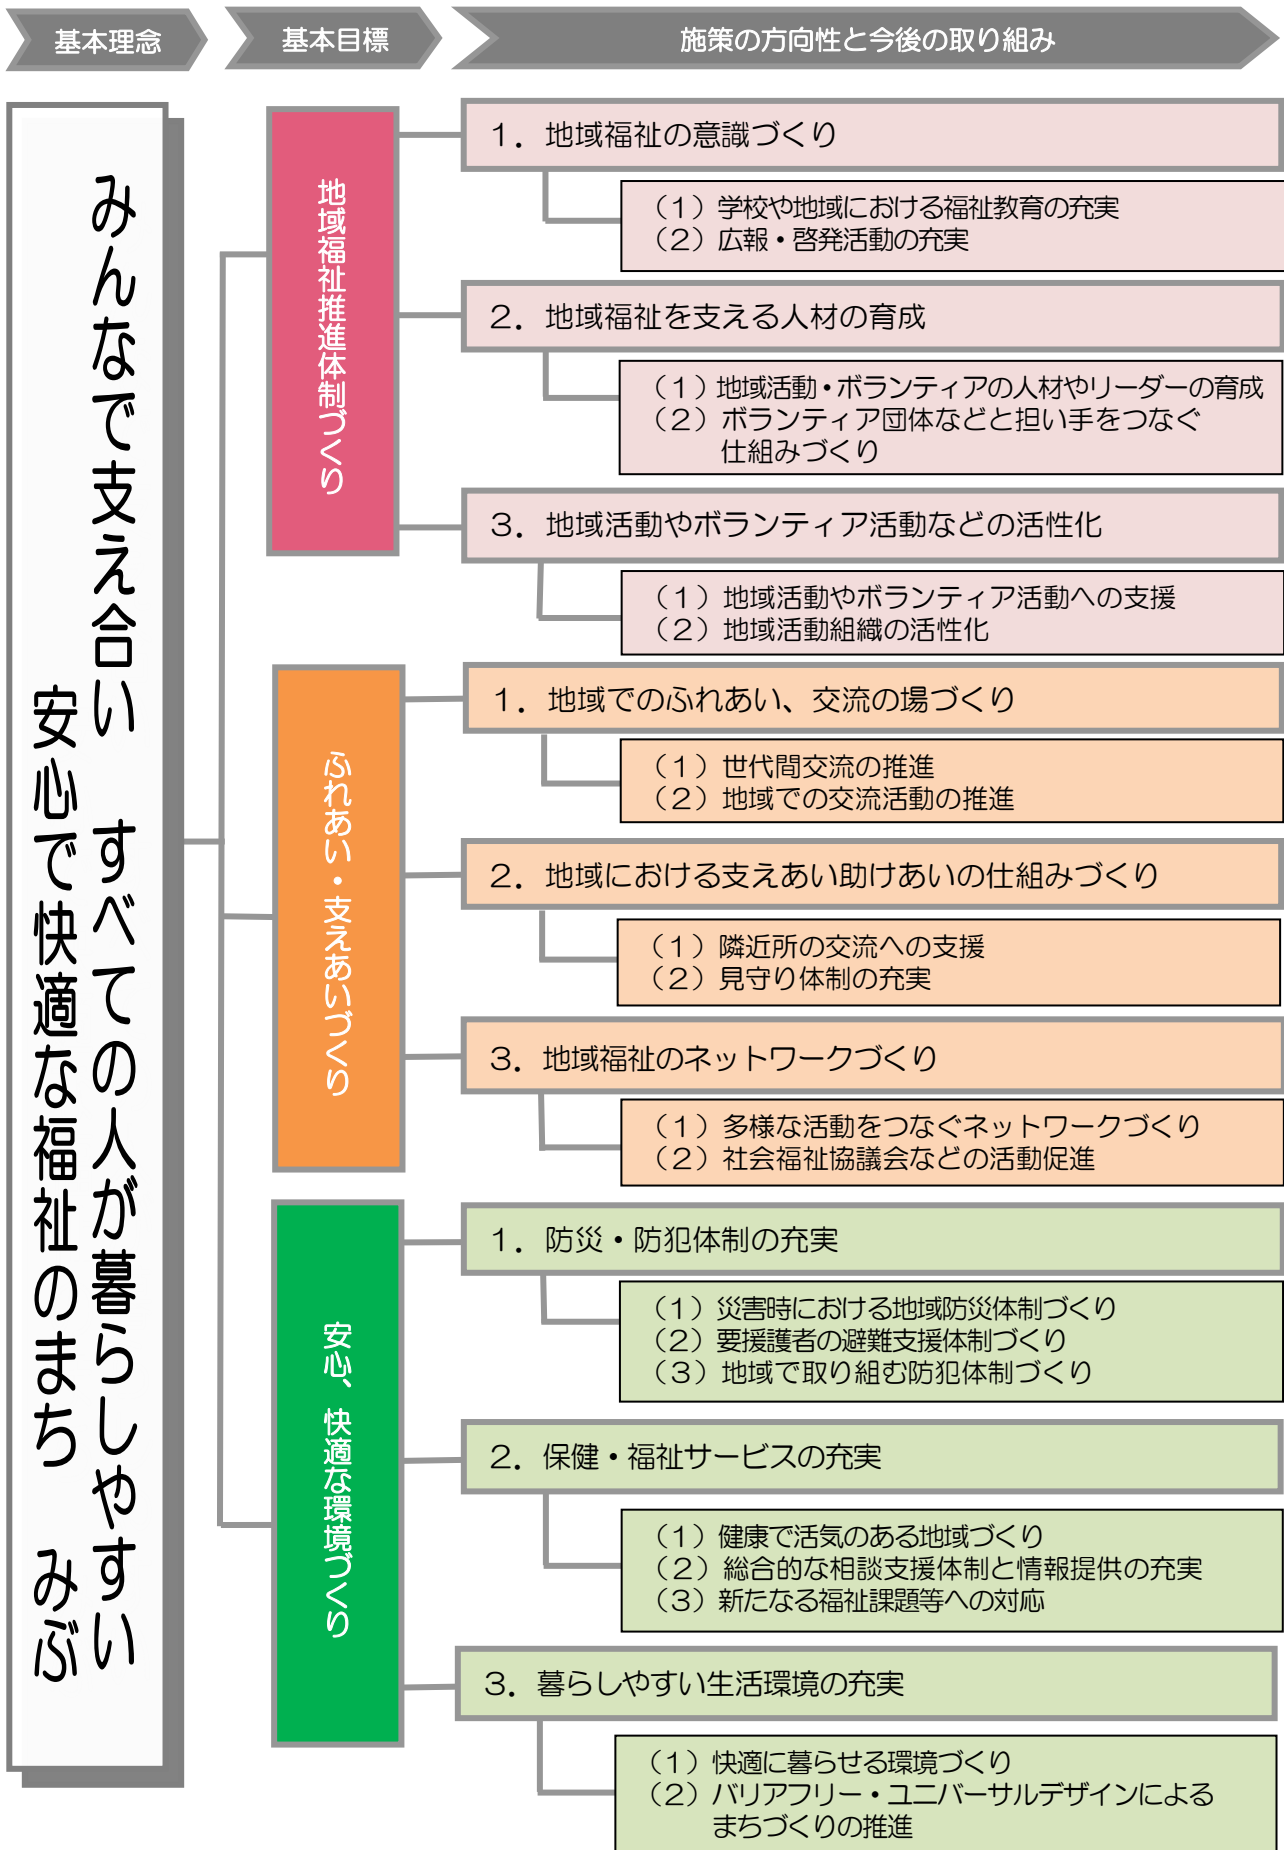 基本理念
基本目標
施策の方向性と今後の取り組み
みんなで支え合い　すべての人が暮らしやすい
安心で快適な福祉のまち　みぶ
地域福祉推進体制づくり
１．地域福祉の意識づくり
（１）学校や地域における福祉教育の充実
（２）広報・啓発活動の充実
２．地域福祉を支える人材の育成
（１）地域活動・ボランティアの人材やリーダーの育成
（２）ボランティア団体などと担い手をつなぐ
仕組みづくり
３．地域活動やボランティア活動などの活性化
（１）地域活動やボランティア活動への支援
（２）地域活動組織の活性化
ふれあい・支えあいづくり
１．地域でのふれあい、交流の場づくり
（１）世代間交流の推進
（２）地域での交流活動の推進
２．地域における支えあい助けあいの仕組みづくり
（１）隣近所の交流への支援
（２）見守り体制の充実
３．地域福祉のネットワークづくり
（１）多様な活動をつなぐネットワークづくり
（２）社会福祉協議会などの活動促進
安心、快適な環境づくり
１．防災・防犯体制の充実
（１）災害時における地域防災体制づくり
（２）要援護者の避難支援体制づくり
（３）地域で取り組む防犯体制づくり
２．保健・福祉サービスの充実
（１）健康で活気のある地域づくり
（２）総合的な相談支援体制と情報提供の充実
（３）新たなる福祉課題等への対応
３．暮らしやすい生活環境の充実
（１）快適に暮らせる環境づくり
（２）バリアフリー・ユニバーサルデザインによる
まちづくりの推進